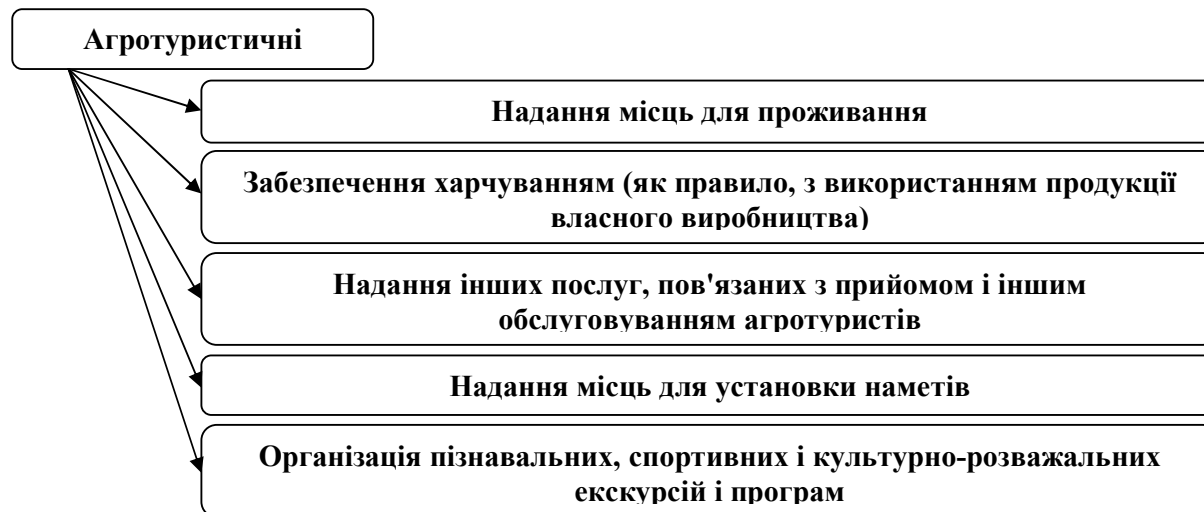 Агротуристичні
Надання місць для проживання
Забезпечення харчуванням (як правило, з використанням продукції
власного виробництва)
Надання інших послуг, пов'язаних з прийомом і іншим
обслуговуванням агротуристів
Надання місць для установки наметів
Організація пізнавальних, спортивних і культурно-розважальних
екскурсій і програм